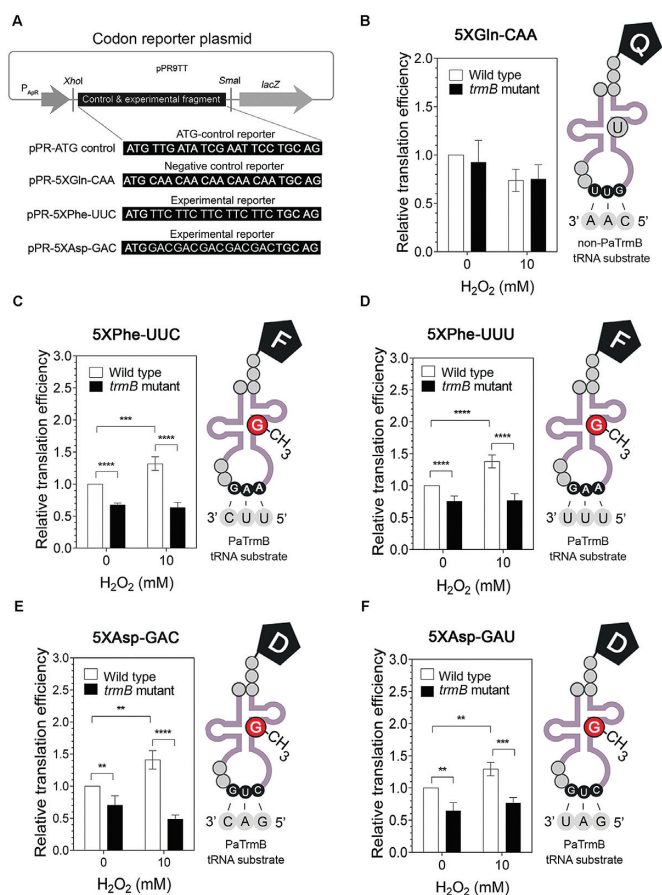 A
Codon reporter plasmid
pPR9TT
PApR
XhoI
SmaI
lacZ
Control & experimental fragment
ATG-control reporter
pPR-ATG control
ATG TTG ATA TCG AAT TCC TGC AG
Negative control reporter
pPR-5XGln-CAA
ATG CAA CAA CAA CAA CAA TGC AG
Experimental reporter
pPR-5XPhe-UUC
ATG TTC TTC TTC TTC TTC TGC AG
Experimental reporter
pPR-5XAsp-GAC
ATGGACGACGACGACGACTGC AG
B
5XGln-CAA
Relative translation efficiency
2.0
1.5
1.0
0.5
0.0
Wild type
trmB mutant
0
10
H2O2 (mM)
Q
U
U U G
3' A A C 5'
non-PaTrmB
tRNA substrate
C
5XPhe-UUC
Relative translation efficiency
3.0
2.5
2.0
1.5
1.0
0.5
0.0
Wild type
trmB mutant
***
****
****
0
10
H2O2 (mM)
F
G
CH3
G A A
3' C U U 5'
PaTrmB
tRNA substrate
D
5XPhe-UUU
Relative translation efficiency
3.0
2.5
2.0
1.5
1.0
0.5
0.0
Wild type
trmB mutant
****
****
****
0
10
H2O2 (mM)
F
G
CH3
G A A
3' U U U 5'
PaTrmB
tRNA substrate
E
5XAsp-GAC
Relative translation efficiency
3.0
2.5
2.0
1.5
1.0
0.5
0.0
Wild type
trmB mutant
**
**
****
0
10
H2O2 (mM)
D
G
CH3
G U C
3' C A G 5'
PaTrmB
tRNA substrate
F
5XAsp-GAU
Relative translation efficiency
3.0
2.5
2.0
1.5
1.0
0.5
0.0
Wild type
trmB mutant
**
**
***
0
10
H2O2 (mM)
D
G
CH3
G U C
3' U A G 5'
PaTrmB
tRNA substrate